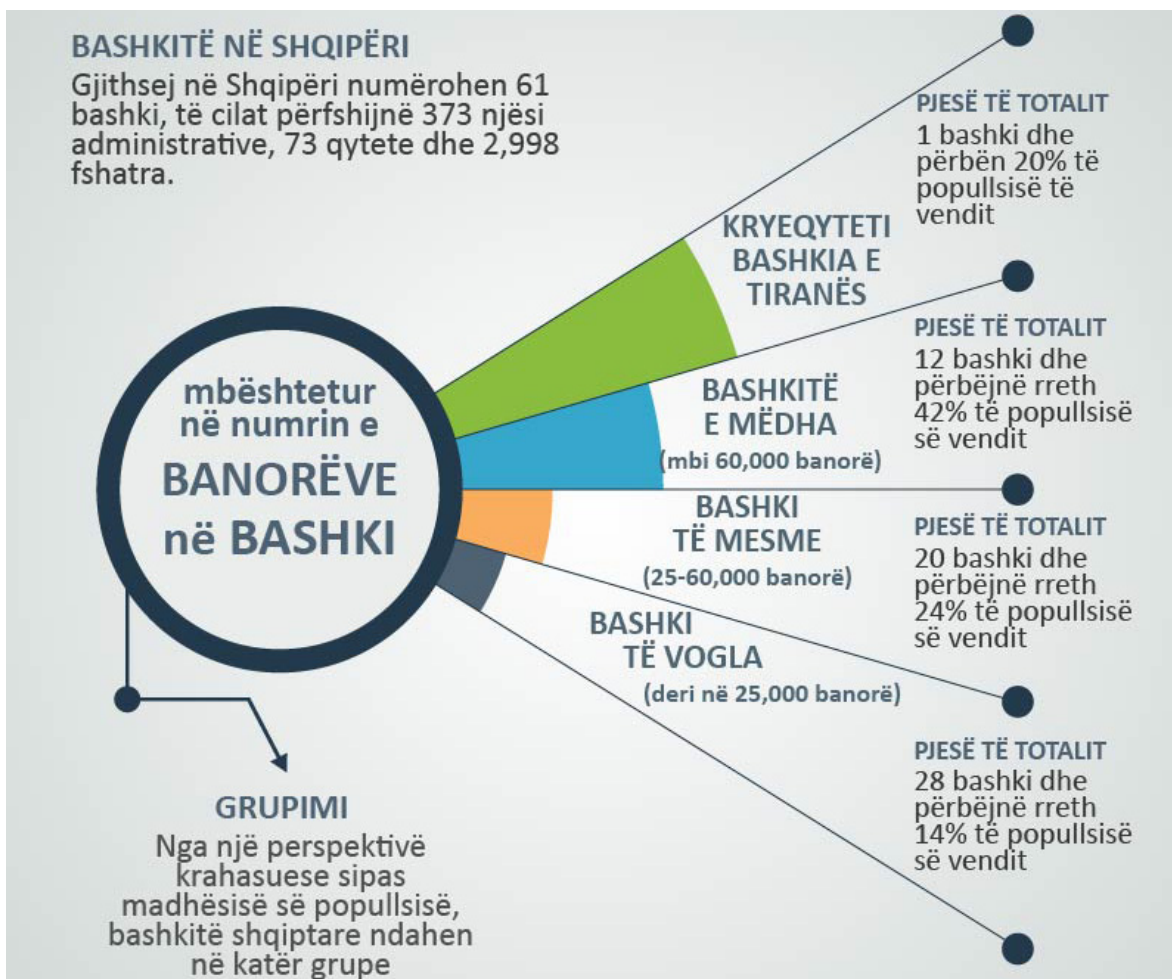 BASHKITË NË SHQIPËRI
Gjithsej në Shqipëri numërohen 61
bashki, të cilat përfshijnë 373 njësi
administrative, 73 qytete dhe 2,998
fshatra.
mbështetur
në numrin e
BANORËVE
në BASHKI
KRYEQYTETI
BASHKIA E
TIRANËS
PJESË TË TOTALIT
1 bashki dhe
përbën 20% të
popullsisë të
vendit
BASHKITË
E MËDHA
(mbi 60,000 banorë)
PJESË TË TOTALIT
12 bashki dhe
përbëjnë rreth
42% të popullsisë
së vendit
BASHKI
TË MESME
(25-60,000 banorë)
PJESË TË TOTALIT
20 bashki dhe
përbëjnë rreth
24% të popullsisë
së vendit
BASHKI
TË VOGLA
(deri në 25,000 banorë)
PJESË TË TOTALIT
28 bashki dhe
përbëjnë rreth
14% të popullsisë
së vendit
GRUPIMI
Nga një perspektivë
krahasuese sipas
madhësisë së popullsisë,
bashkitë shqiptare ndahen
në katër grupe